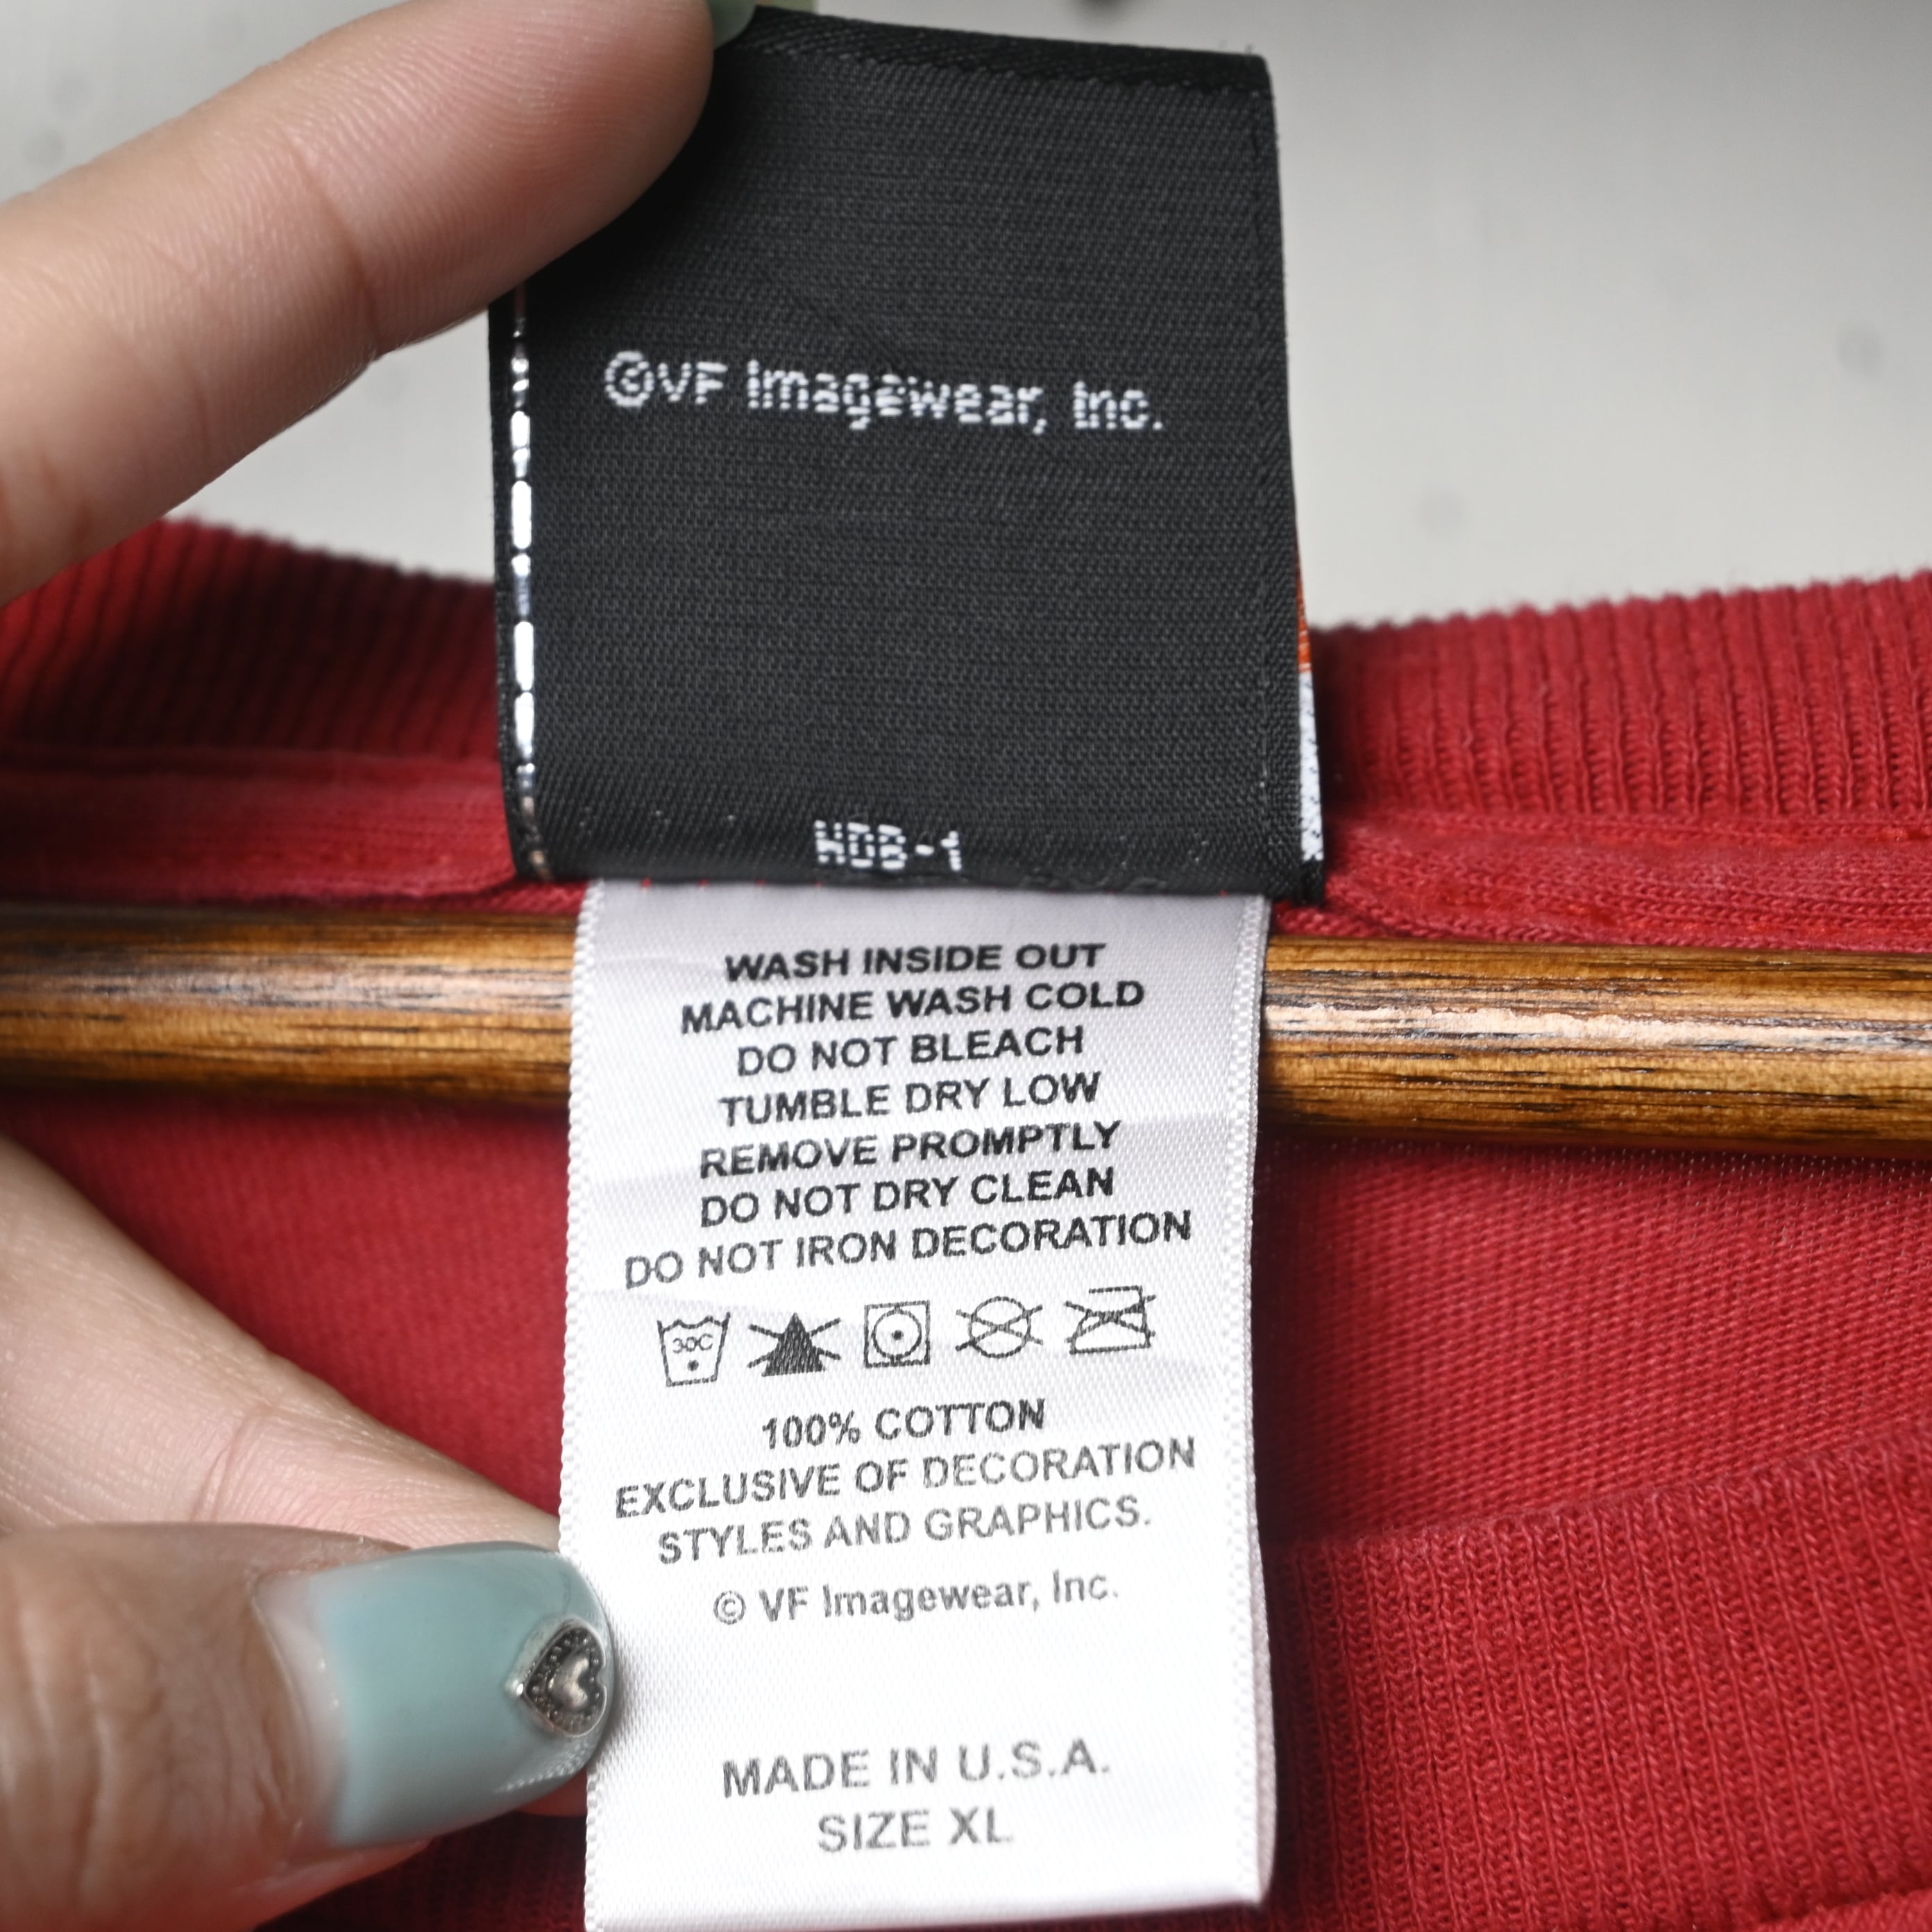 ©VF Imagewear, Inc.
HDB-1
WASH INSIDE OUT
MACHINE WASH COLD
DO NOT BLEACH
TUMBLE DRY LOW
REMOVE PROMPTLY
DO NOT DRY CLEAN
DO NOT IRON DECORATION
30C
100% COTTON
EXCLUSIVE OF DECORATION
STYLES AND GRAPHICS.
© VF Imagewear, Inc.
MADE IN U.S.A.
SIZE XL